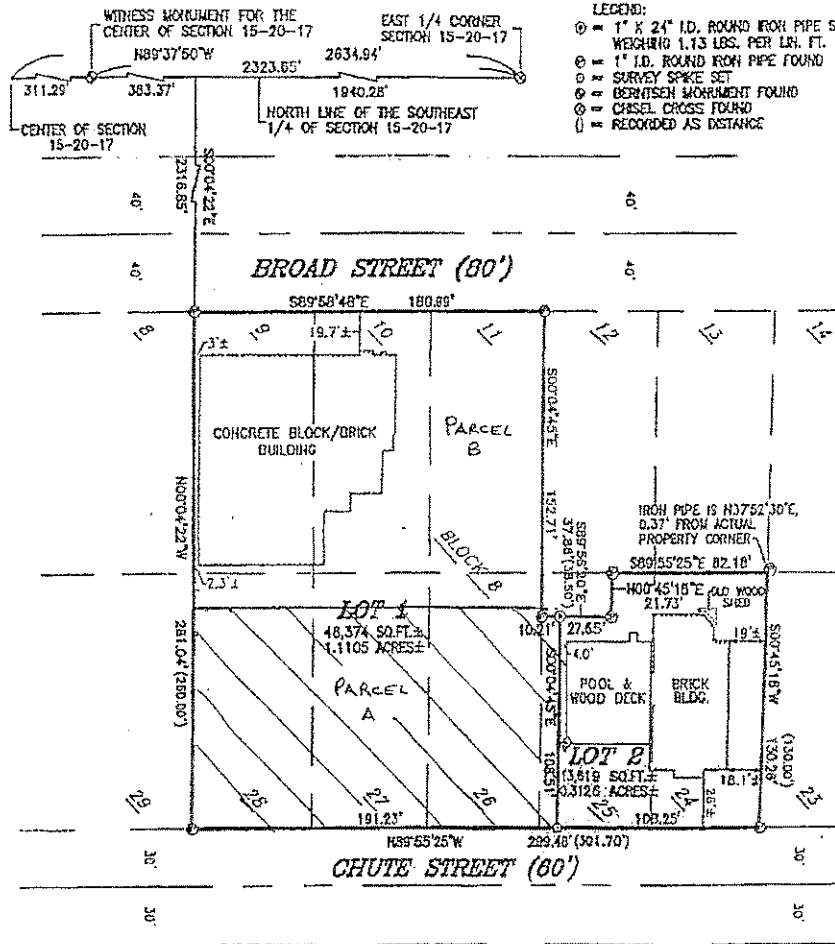 WITNESS MONUMENT FOR THE
CENTER OF SECTION 15-20-17
EAST 1/4 CORNER
SECTION 15-20-17
N89°37'50"W
2634.94'
2323.65'
311.29'
383.37'
1940.28'
CENTER OF SECTION
15-20-17
NORTH LINE OF THE SOUTHEAST
1/4 OF SECTION 15-20-17
LEGEND:
= 1" X 24" I.D. ROUND IRON PIPE S
WEIGHING 1.13 LBS. PER LIN. FT.
= 1" I.D. ROUND IRON PIPE FOUND
= SURVEY SPIKE SET
= BERNTSEN MONUMENT FOUND
= CHISEL CROSS FOUND
() = RECORDED AS DISTANCE
S00°04'22"E
2316.85'
40'
40'
40'
40'
BROAD STREET (80')
S89°58'48"E 180.89'
8
9
10
11
12
13
14
3'±
19.7'±
CONCRETE BLOCK/BRICK
BUILDING
PARCEL
B
S00°04'45"E
152.71'
N00°04'22"W
2.3'±
BLOCK B
S89°56'20"E
37.86'(38.50')
IRON PIPE IS N37°52'30"E,
0.37' FROM ACTUAL
PROPERTY CORNER
S89°55'25"E 82.18'
N00°45'16"E
21.73'
OLD WOOD
SHED
LOT 1
48,374 SQ.FT.±
1.1105 ACRES±
10.21'
27.65'
19'±
PARCEL
A
281.04'(280.00')
S00°04'45"E
108.51'
4.0'
POOL &
WOOD DECK
BRICK
BLDG.
S00°45'16"W
130.26'
(130.00')
LOT 2
13,619 SQ.FT.±
0.3126 ACRES±
18.1'±
26'±
29
28
27
26
25
24
23
191.23'
108.25'
N89°55'25"W
299.48'(301.70')
CHUTE STREET (60')
30'
30'
30'
30'